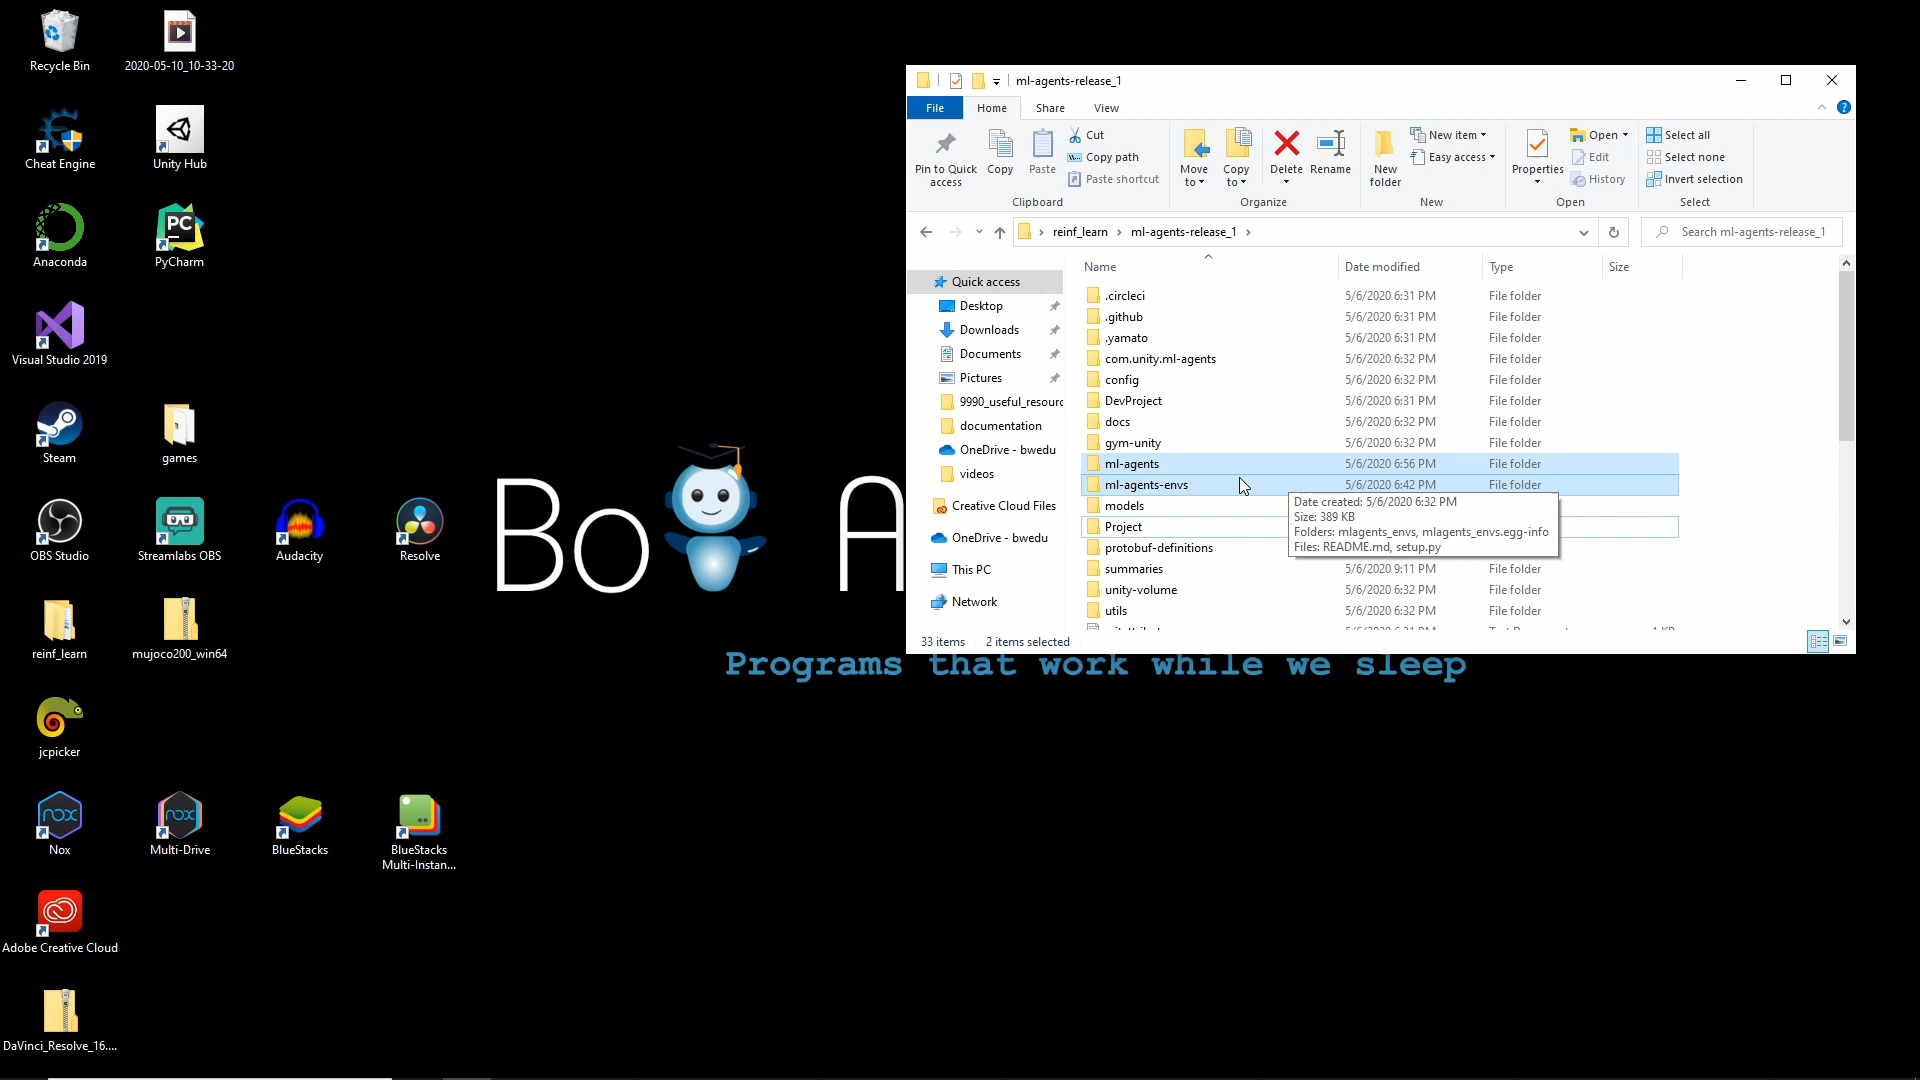 Recycle Bin
2020-05-10_10-33-20
Cheat Engine
Unity Hub
Anaconda
PC
PyCharm
Visual Studio 2019
Steam
games
OBS Studio
Streamlabs OBS
Audacity
Resolve
reinf_learn
mujoco200_win64
jcpicker
nox
Nox
nox
Multi-Drive
BlueStacks
BlueStacks
Multi-Instan...
Adobe Creative Cloud
DaVinci_Resolve_16....
Bo
A
Programs that work while we sleep
ml-agents-release_1
File
Home
Share
View
?
Pin to Quick
access
Copy
Paste
Cut
Copy path
Paste shortcut
Clipboard
Move
to
Copy
to
Delete
Rename
Organize
New
folder
New item
Easy access
New
Properties
Open
Edit
History
Open
Select all
Select none
Invert selection
Select
reinf_learn
ml-agents-release_1
Search ml-agents-release_1
Quick access
Desktop
Downloads
Documents
Pictures
9990_useful_resourc
documentation
OneDrive - bwedu
videos
Creative Cloud Files
OneDrive - bwedu
This PC
Network
Name Date modified Type Size
.circleci 5/6/2020 6:31 PM File folder
.github 5/6/2020 6:31 PM File folder
.yamato 5/6/2020 6:31 PM File folder
com.unity.ml-agents 5/6/2020 6:32 PM File folder
config 5/6/2020 6:32 PM File folder
DevProject 5/6/2020 6:31 PM File folder
docs 5/6/2020 6:32 PM File folder
gym-unity 5/6/2020 6:32 PM File folder
ml-agents 5/6/2020 6:56 PM File folder
ml-agents-envs 5/6/2020 6:42 PM File folder
models
Project
protobuf-definitions
summaries 5/6/2020 9:11 PM File folder
unity-volume 5/6/2020 6:32 PM File folder
utils 5/6/2020 6:32 PM File folder
Date created: 5/6/2020 6:32 PM
Size: 389 KB
Folders: mlagents_envs, mlagents_envs.egg-info
Files: README.md, setup.py
33 items
2 items selected